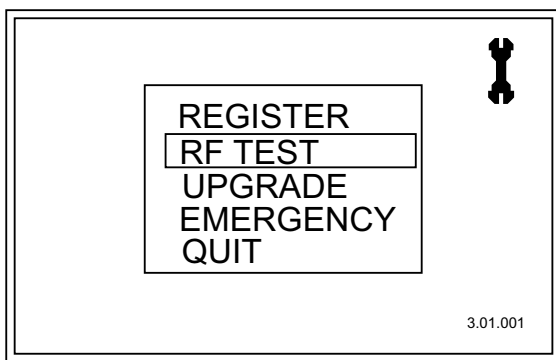 REGISTER
RF TEST
UPGRADE
EMERGENCY
QUIT
3.01.001